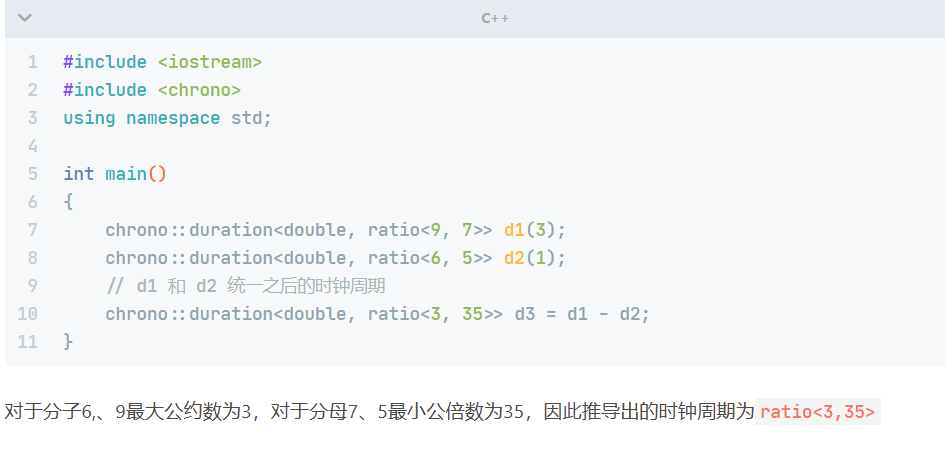 C++
1 #include <iostream>
2 #include <chrono>
3 using namespace std;
4
5 int main()
6 {
7     chrono::duration<double, ratio<9, 7>> d1(3);
8     chrono::duration<double, ratio<6, 5>> d2(1);
9     // d1 和 d2 统一之后的时钟周期
10     chrono::duration<double, ratio<3, 35>> d3 = d1 - d2;
11 }
对于分子6,、9最大公约数为3，对于分母7、5最小公倍数为35，因此推导出的时钟周期为ratio<3,35>